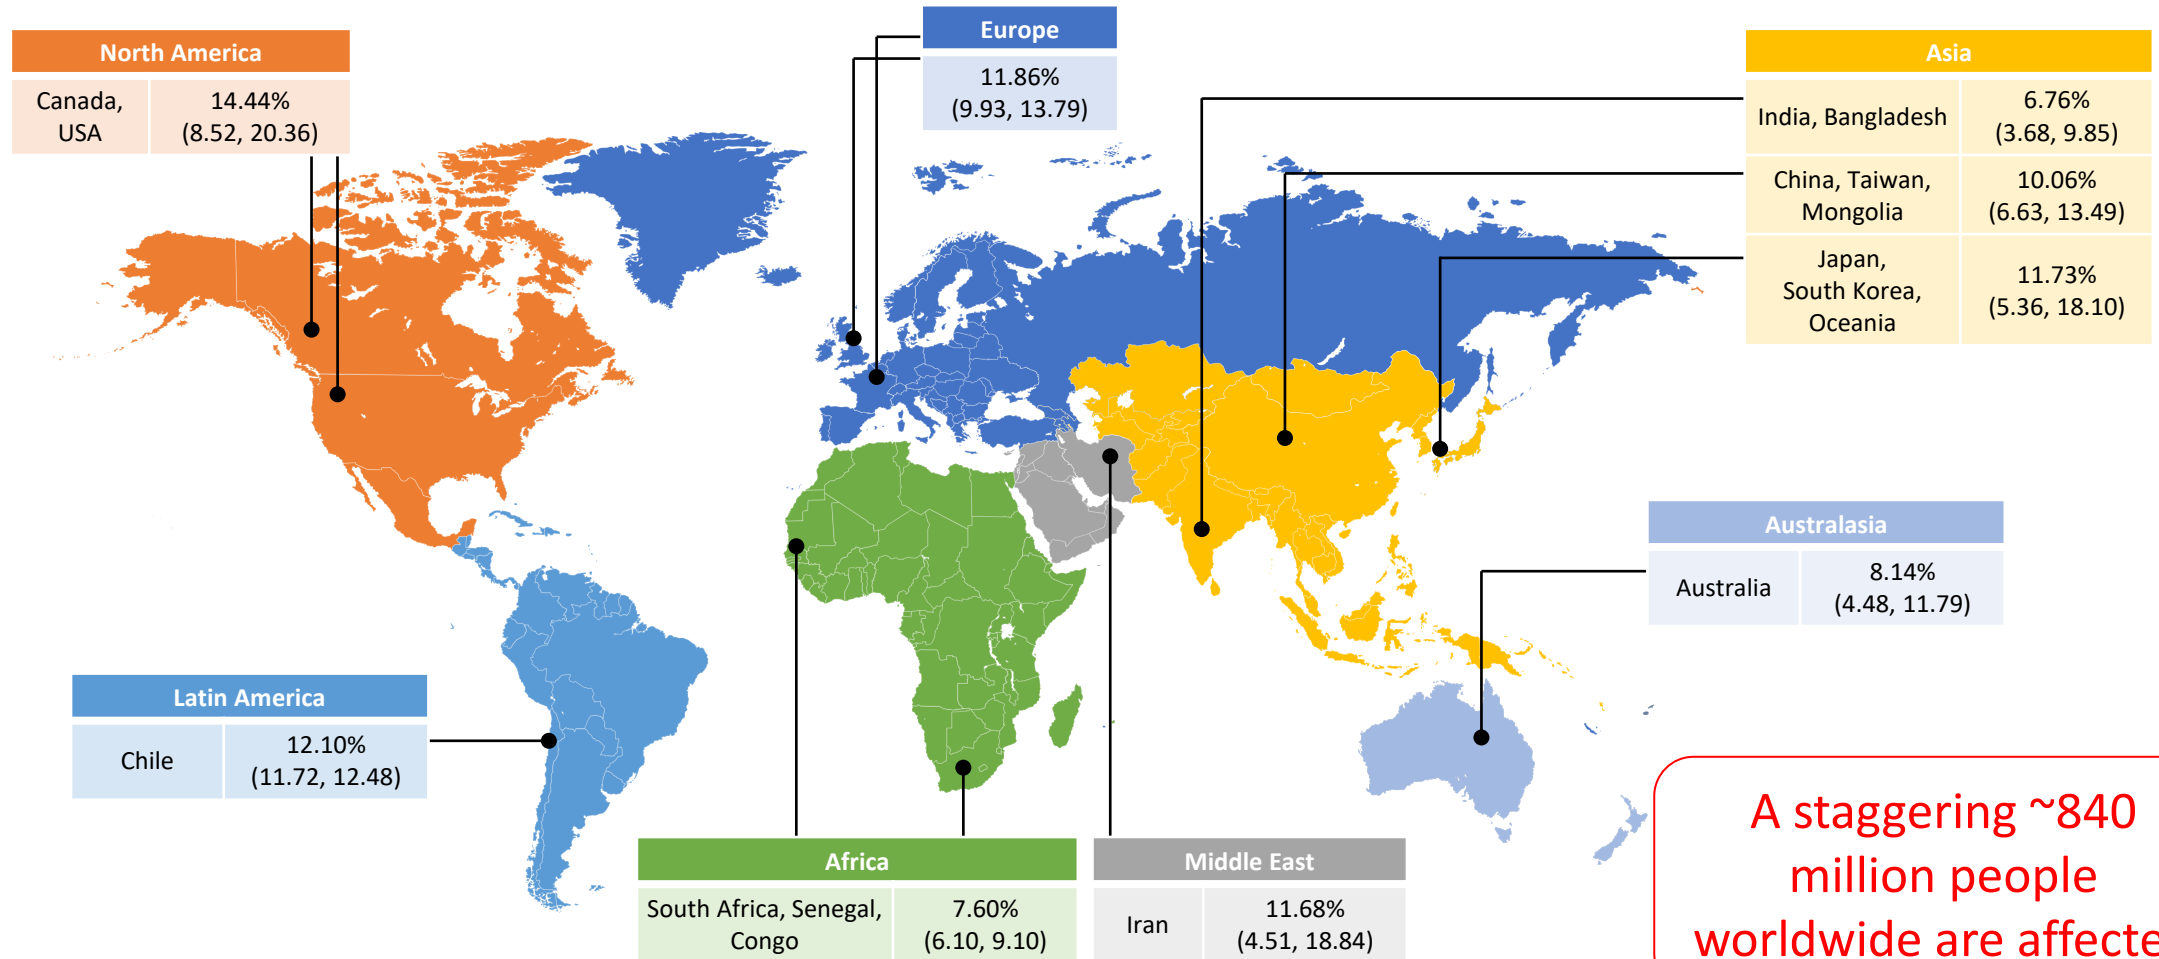 Europe
11.86%
(9.93, 13.79)
North America
Canada,
USA
14.44%
(8.52, 20.36)
Asia
India, Bangladesh
6.76%
(3.68, 9.85)
China, Taiwan,
Mongolia
10.06%
(6.63, 13.49)
Japan,
South Korea,
Oceania
11.73%
(5.36, 18.10)
Australasia
Australia
8.14%
(4.48, 11.79)
Latin America
Chile
12.10%
(11.72, 12.48)
Africa
South Africa, Senegal,
Congo
7.60%
(6.10, 9.10)
Middle East
Iran
11.68%
(4.51, 18.84)
A staggering ~840
million people
worldwide are affecte